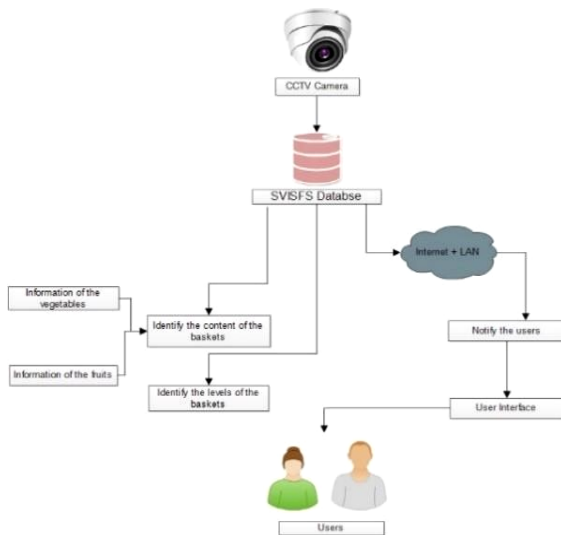 CCTV Camera
SVISFS Databse
Internet + LAN
Information of the
vegetables
Identify the content of the
baskets
Notify the users
Information of the fruits
Identify the levels of the
baskets
User Interface
Users